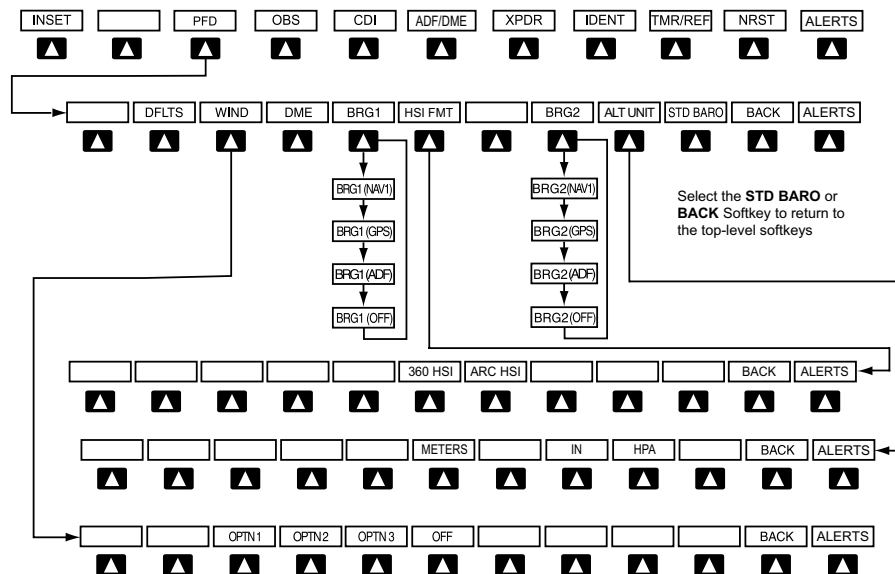 INSET PFD OBS CDI ADF/DME XPDR IDENT TMR/REF NRST ALERTS
DFLTS WIND DME BRG1 HSI FMT BRG2 ALT UNIT STD BARO BACK ALERTS
BRG1(NAV1) BRG2(NAV1)
BRG1(GPS) BRG2(GPS)
BRG1(ADF) BRG2(ADF)
BRG1(OFF) BRG2(OFF)
Select the STD BARO or
BACK Softkey to return to
the top-level softkeys
360 HSI ARC HSI BACK ALERTS
METERS IN HPA BACK ALERTS
OPTN1 OPTN2 OPTN3 OFF BACK ALERTS